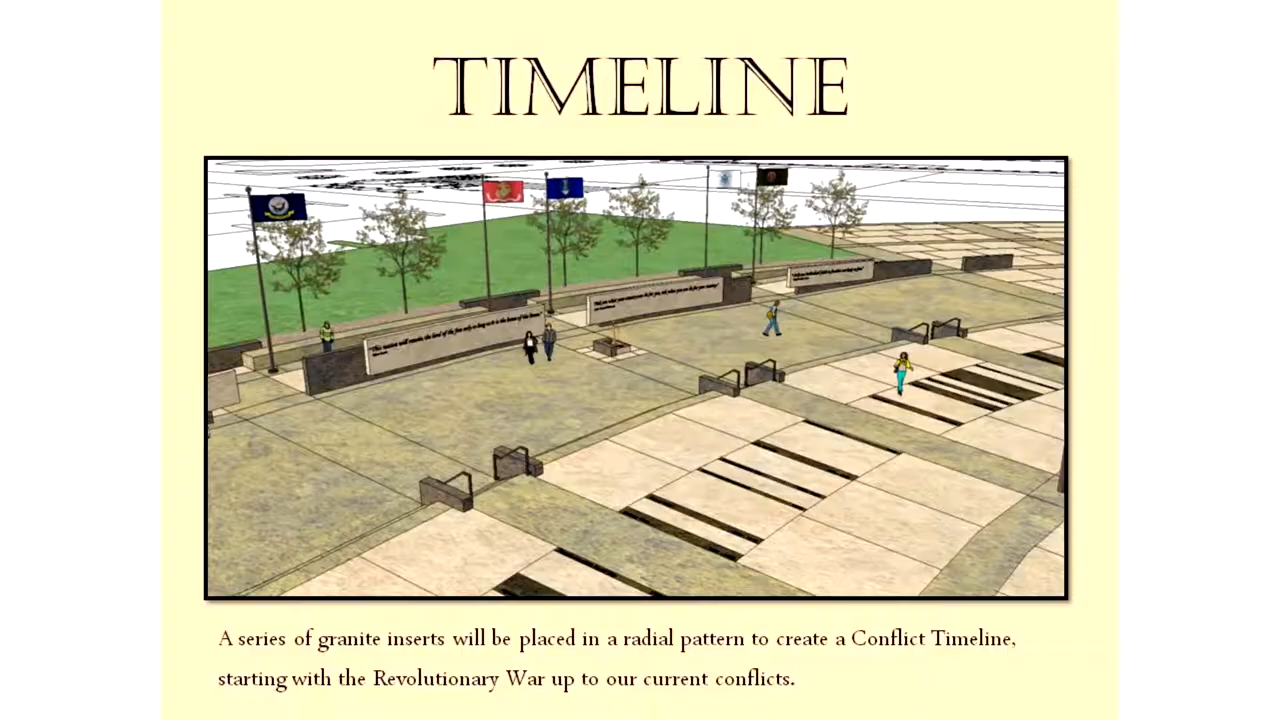 TIMELINE
A series of granite inserts will be placed in a radial pattern to create a Conflict Timeline,
starting with the Revolutionary War up to our current conflicts.